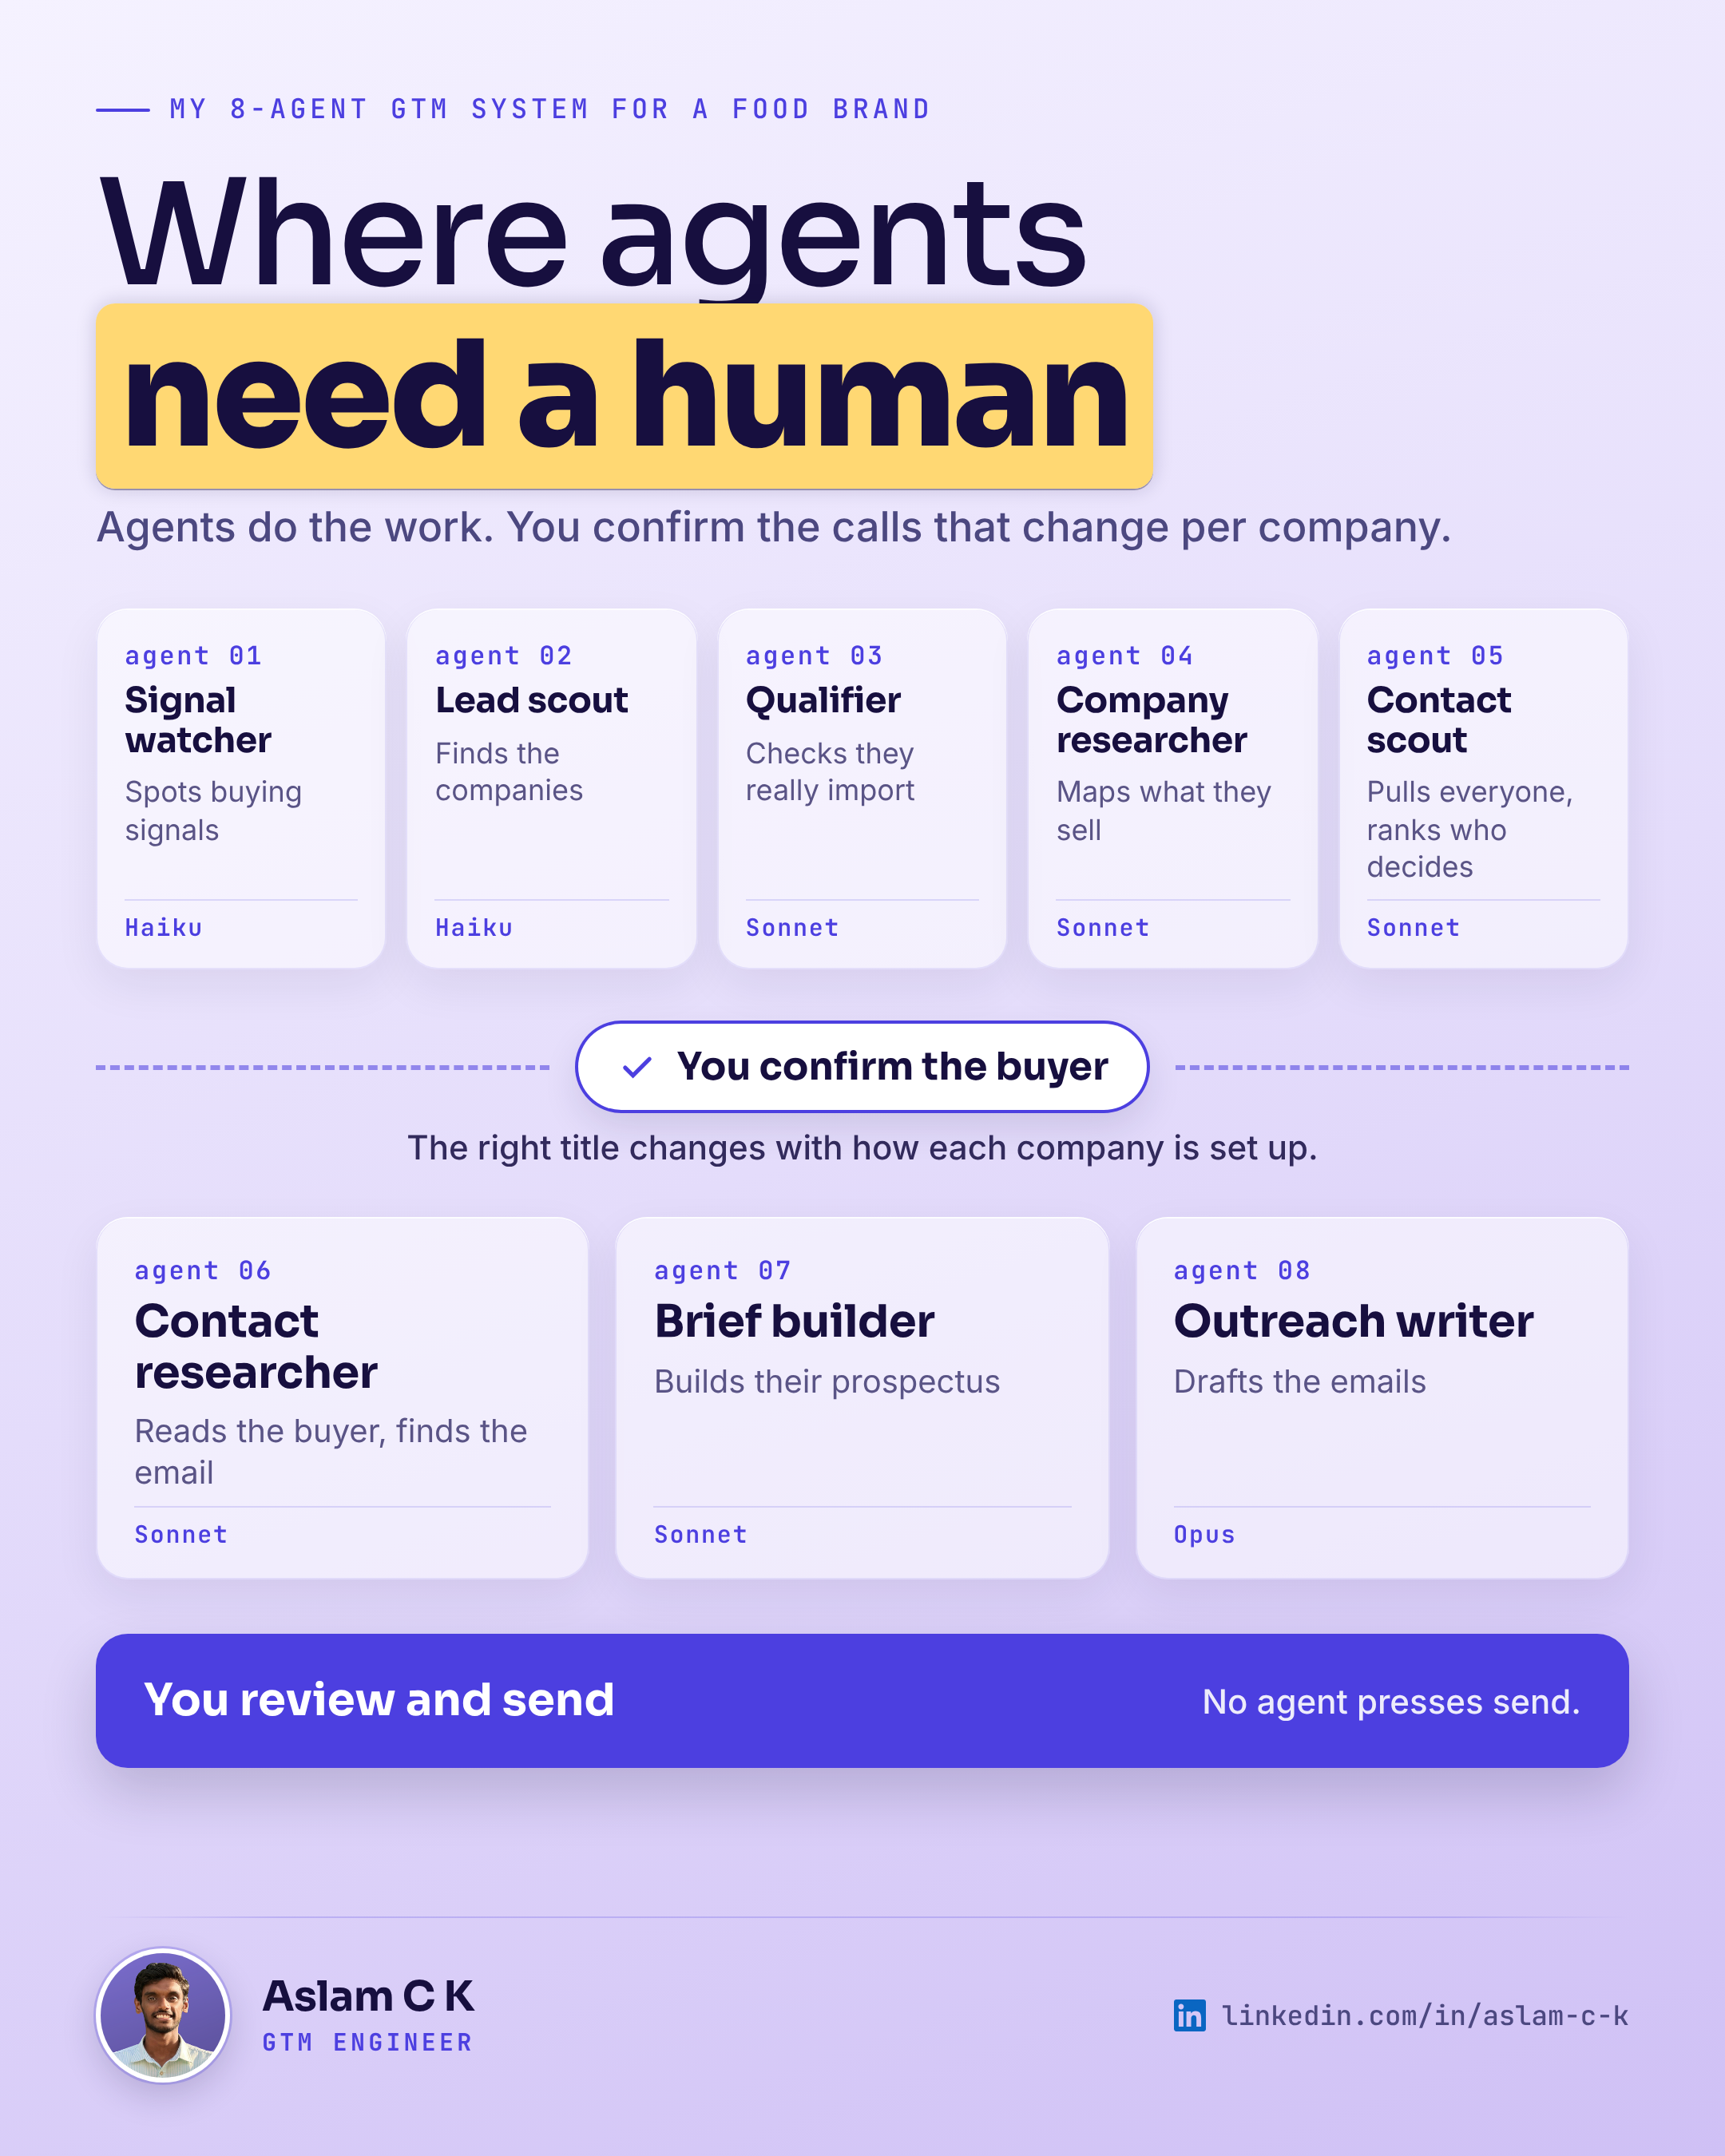 MY 8-AGENT GTM SYSTEM FOR A FOOD BRAND
Where agents
need a human
Agents do the work. You confirm the calls that change per company.
agent 01
Signal
watcher
Spots buying
signals
Haiku
agent 02
Lead scout
Finds the
companies
Haiku
agent 03
Qualifier
Checks they
really import
Sonnet
agent 04
Company
researcher
Maps what they
sell
Sonnet
agent 05
Contact
scout
Pulls everyone,
ranks who
decides
Sonnet
You confirm the buyer
The right title changes with how each company is set up.
agent 06
Contact
researcher
Reads the buyer, finds the
email
Sonnet
agent 07
Brief builder
Builds their prospectus
Sonnet
agent 08
Outreach writer
Drafts the emails
Opus
You review and send
No agent presses send.
Aslam C K
GTM ENGINEER
in linkedin.com/in/aslam-c-k